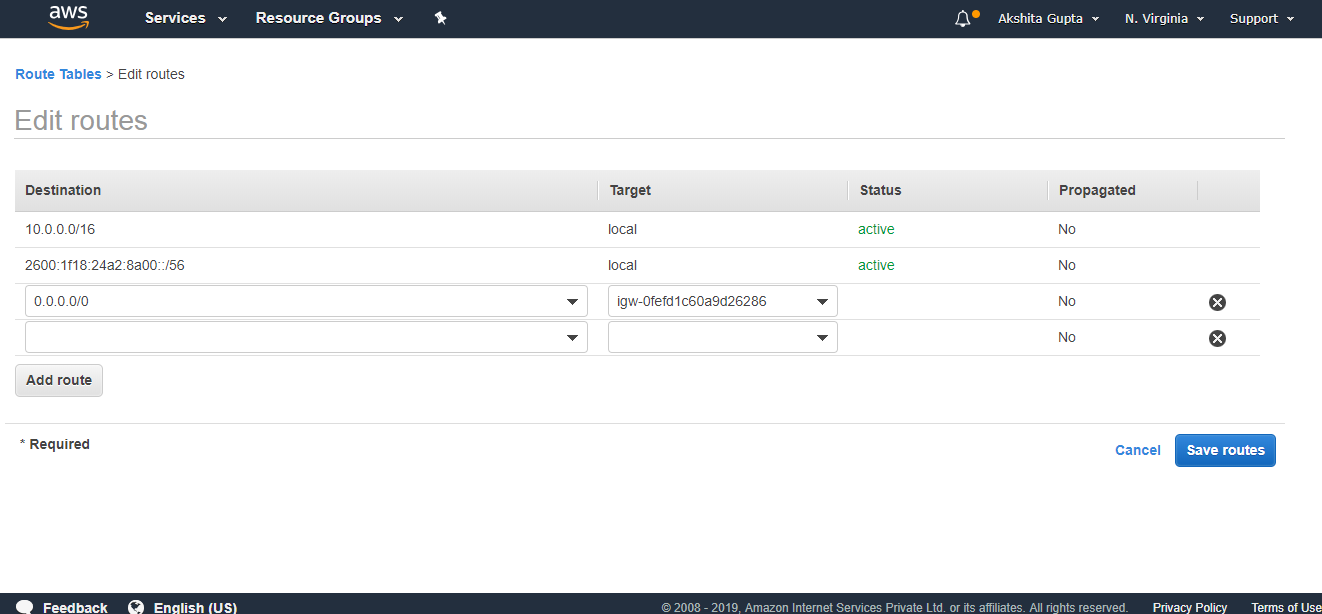 aws Services Resource Groups Akshita Gupta N. Virginia Support
Route Tables > Edit routes
Edit routes
Destination Target Status Propagated
10.0.0.0/16 local active No
2600:1f18:24a2:8a00::/56 local active No
0.0.0.0/0 igw-0fefd1c60a9d26286 No
No
Add route
* Required Cancel Save routes
Feedback English (US) © 2008 - 2019, Amazon Internet Services Private Ltd. or its affiliates. All rights reserved. Privacy Policy Terms of Use